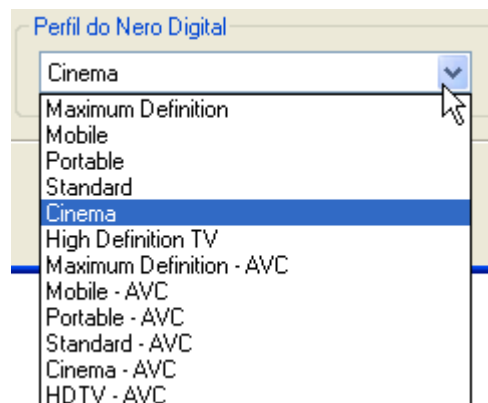 Perfil do Nero Digital
Cinema
Maximum Definition
Mobile
Portable
Standard
Cinema
High Definition TV
Maximum Definition - AVC
Mobile - AVC
Portable - AVC
Standard - AVC
Cinema - AVC
HDTV - AVC